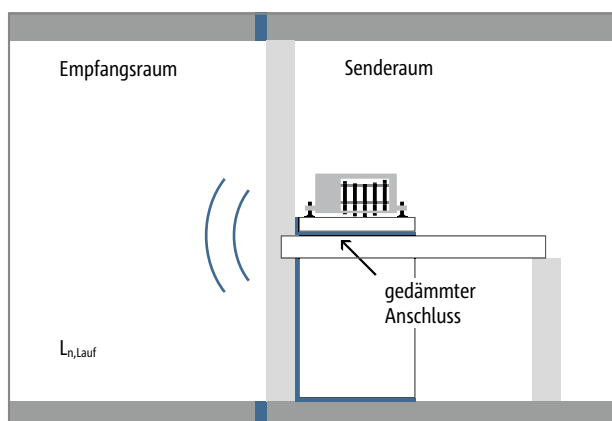 Empfangsraum
Senderaum
gedämmter
Anschluss
Ln,Lauf